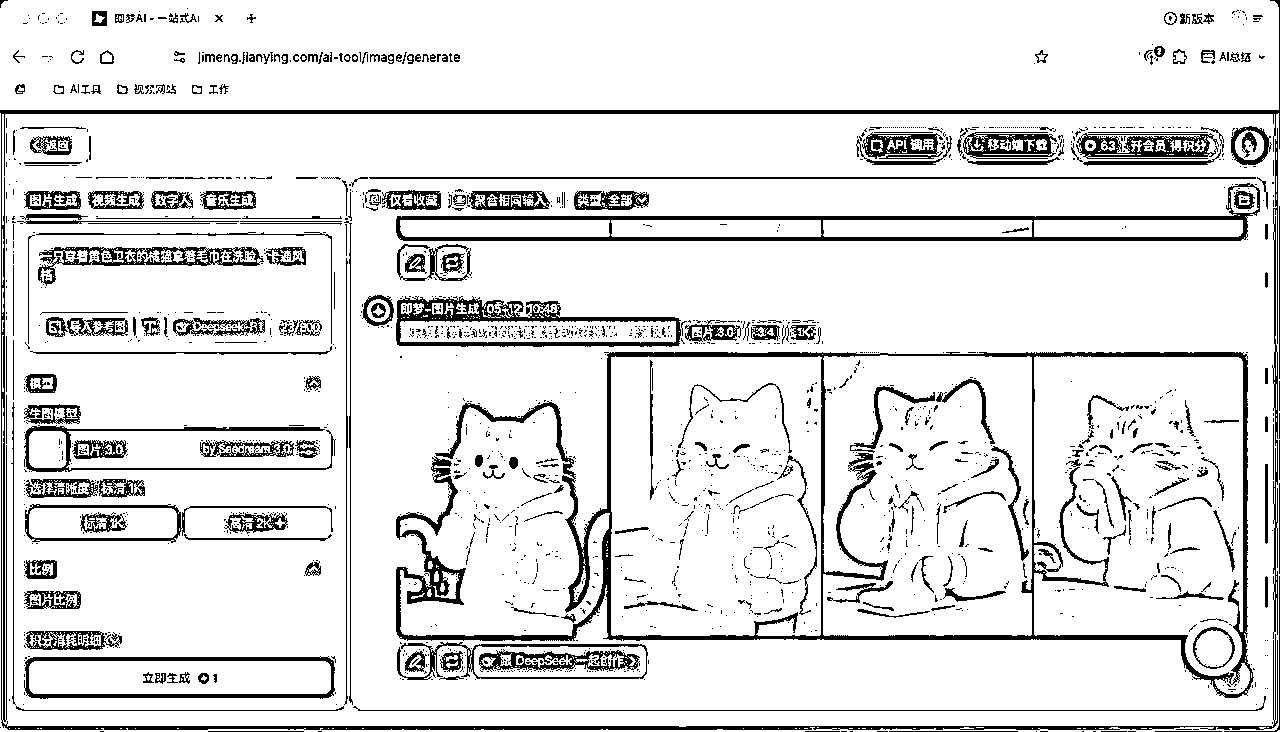 即梦AI - 一站式AI
新版本
jimeng.jianying.com/ai-tool/image/generate
AI总结
AI工具 视频网站 工作
返回
API 调用 移动端下载 63 开会员 得积分
图片生成 视频生成 数字人 音乐生成
仅看收藏 聚合相同输入 类型 全部
一只穿着黄色卫衣的橘猫拿着毛巾在洗脸，卡通风
格
导入参考图 Deepseek-R1 23/800
即梦-图片生成 05-12 10:49
图片 3.0 3:4 1K
模型
生图模型
图片 3.0 by Seedream 3.0
选择清晰度 标清 1K
标清 1K 高清 2K
比例
图片比例
积分消耗明细
立即生成 1
跟 DeepSeek 一起创作